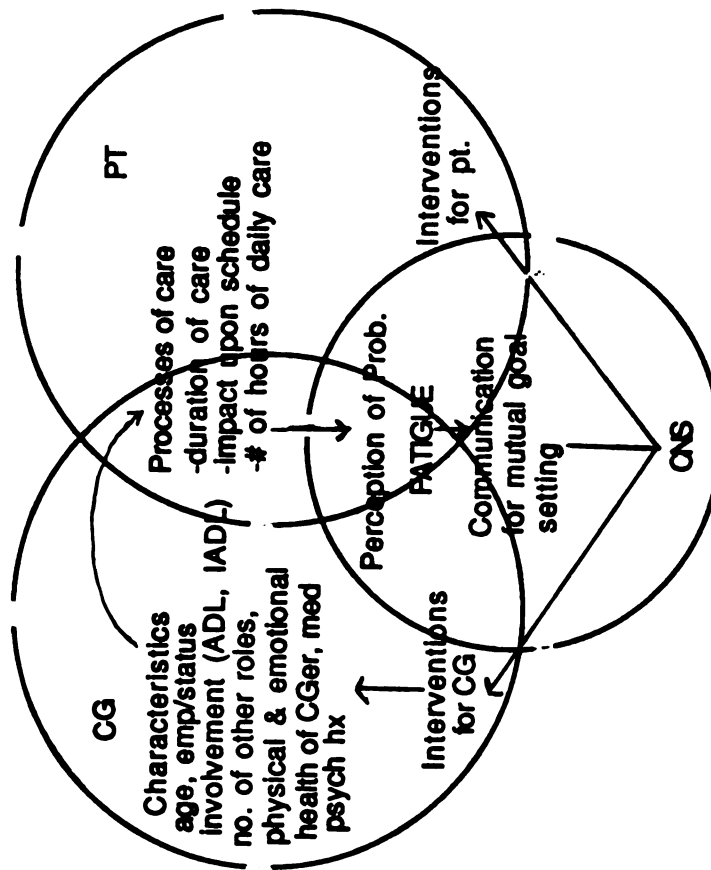 CG
PT
Characteristics
age, emp/status
involvement (ADL, IADL)
no. of other roles,
physical & emotional
health of CGer, med
psych hx
Processes of care
-duration of care
-impact upon schedule
-# of hours of daily care
Perception of Prob.
FATIGUE
Communication
for mutual goal
setting
Interventions
for CG
Interventions
for pt.
CNS